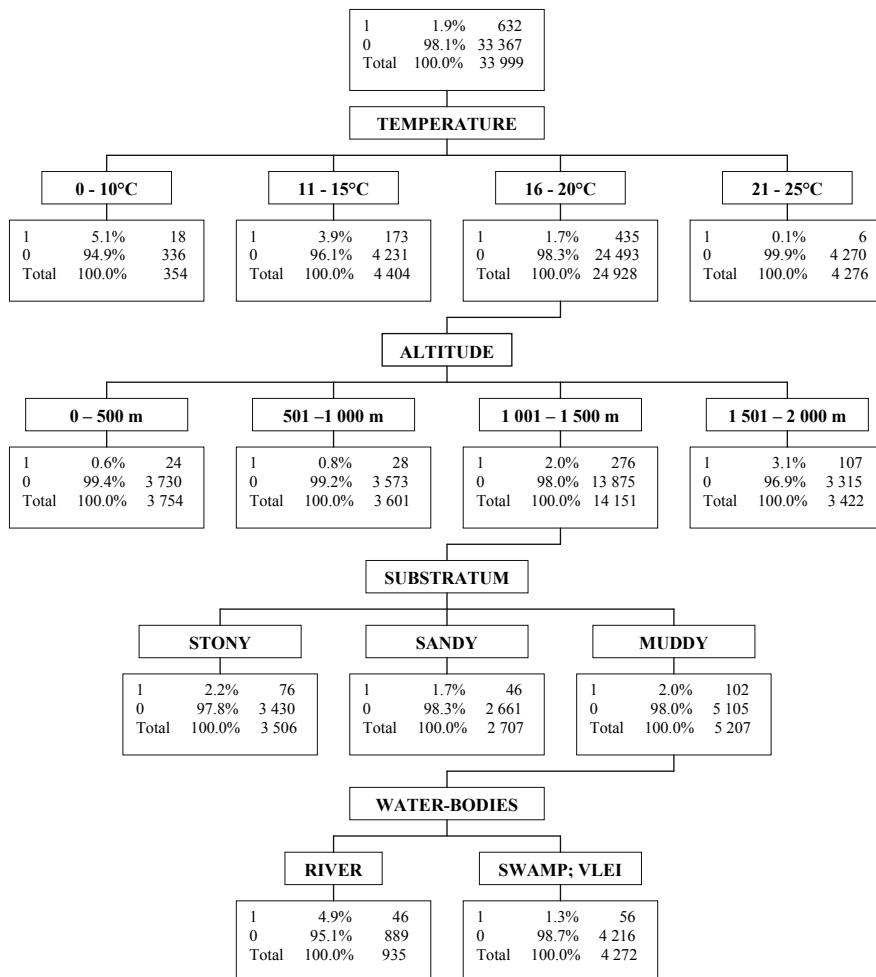 1 1.9% 632
0 98.1% 33 367
Total 100.0% 33 999
TEMPERATURE
0 - 10°C 11 - 15°C 16 - 20°C 21 - 25°C
1 5.1% 18 1 3.9% 173 1 1.7% 435 1 0.1% 6
0 94.9% 336 0 96.1% 4 231 0 98.3% 24 493 0 99.9% 4 270
Total 100.0% 354 Total 100.0% 4 404 Total 100.0% 24 928 Total 100.0% 4 276
ALTITUDE
0 – 500 m 501 –1 000 m 1 001 – 1 500 m 1 501 – 2 000 m
1 0.6% 24 1 0.8% 28 1 2.0% 276 1 3.1% 107
0 99.4% 3 730 0 99.2% 3 573 0 98.0% 13 875 0 96.9% 3 315
Total 100.0% 3 754 Total 100.0% 3 601 Total 100.0% 14 151 Total 100.0% 3 422
SUBSTRATUM
STONY SANDY MUDDY
1 2.2% 76 1 1.7% 46 1 2.0% 102
0 97.8% 3 430 0 98.3% 2 661 0 98.0% 5 105
Total 100.0% 3 506 Total 100.0% 2 707 Total 100.0% 5 207
WATER-BODIES
RIVER SWAMP; VLEI
1 4.9% 46 1 1.3% 56
0 95.1% 889 0 98.7% 4 216
Total 100.0% 935 Total 100.0% 4 272